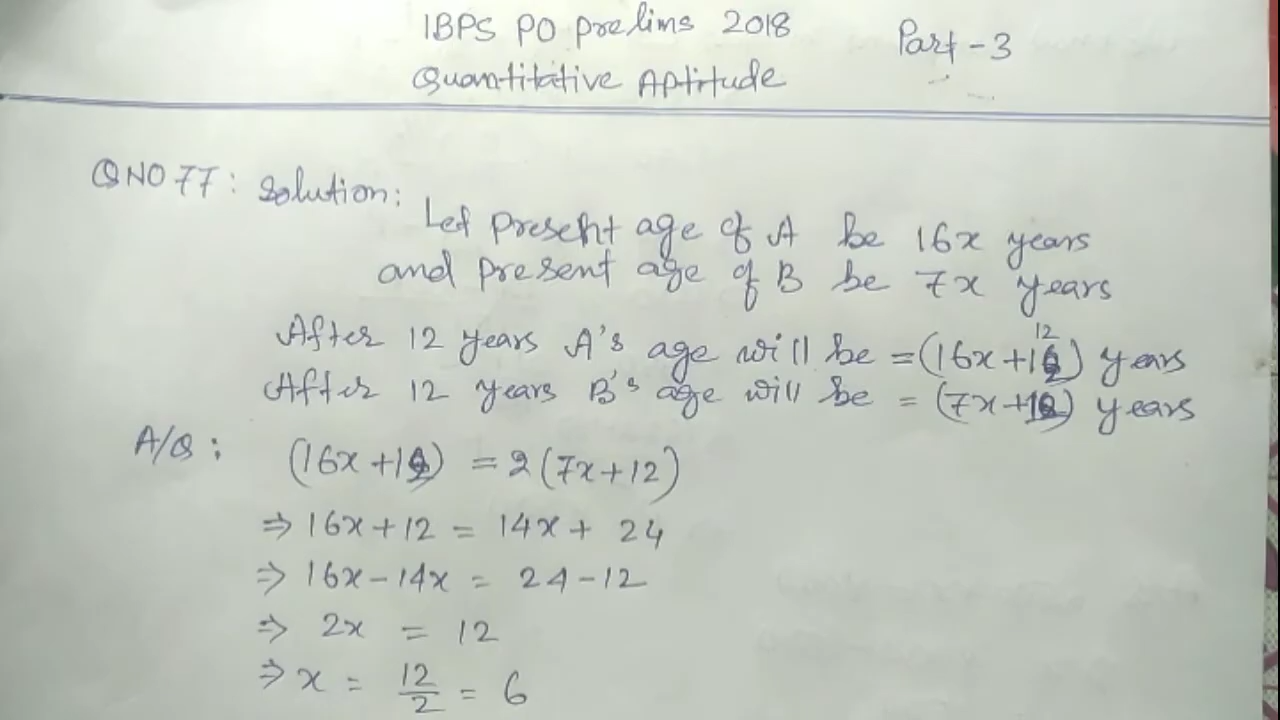 IBPS PO prelims 2018
Part-3
Quantitative Aptitude
QNO 77: Solution:
Let present age of A be 16x years
and present age of B be 7x years
12
After 12 years A's age will be = (16x+12) years
After 12 years B's age will be = (7x+12) years
A/Q: (16x+12) = 2(7x+12)
⇒ 16x+12 = 14x+ 24
⇒ 16x-14x = 24-12
⇒ 2x = 12
⇒ x = 12/2 = 6